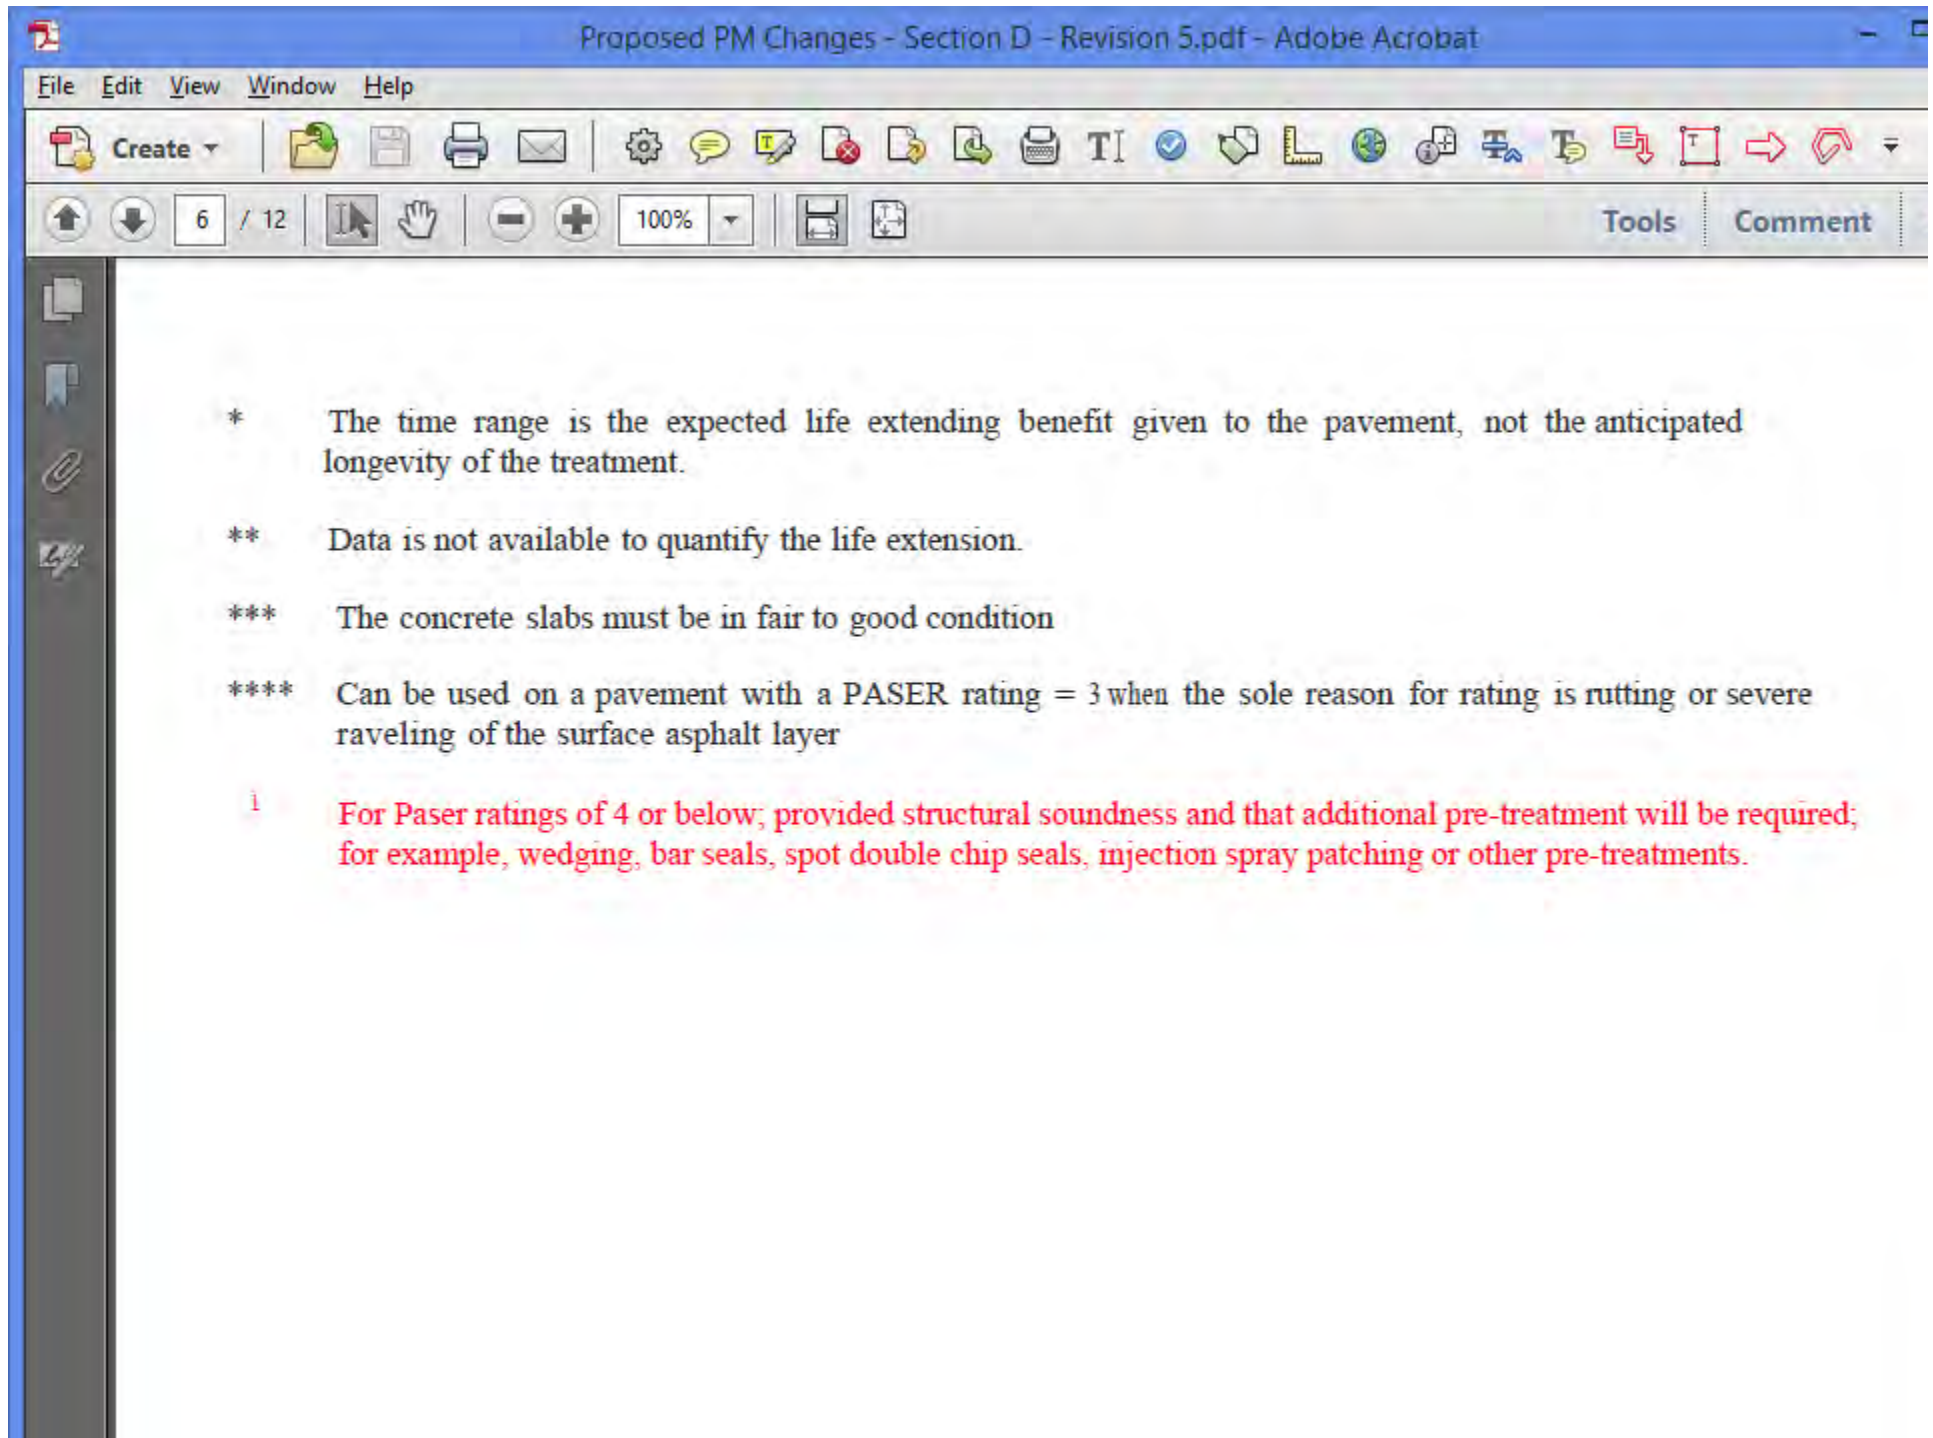 Proposed PM Changes - Section D - Revision 5.pdf - Adobe Acrobat
File Edit View Window Help
Create
6 / 12 100% Tools Comment
* The time range is the expected life extending benefit given to the pavement, not the anticipated
longevity of the treatment.
** Data is not available to quantify the life extension.
*** The concrete slabs must be in fair to good condition
**** Can be used on a pavement with a PASER rating = 3 when the sole reason for rating is rutting or severe
raveling of the surface asphalt layer
i For Paser ratings of 4 or below; provided structural soundness and that additional pre-treatment will be required;
for example, wedging, bar seals, spot double chip seals, injection spray patching or other pre-treatments.